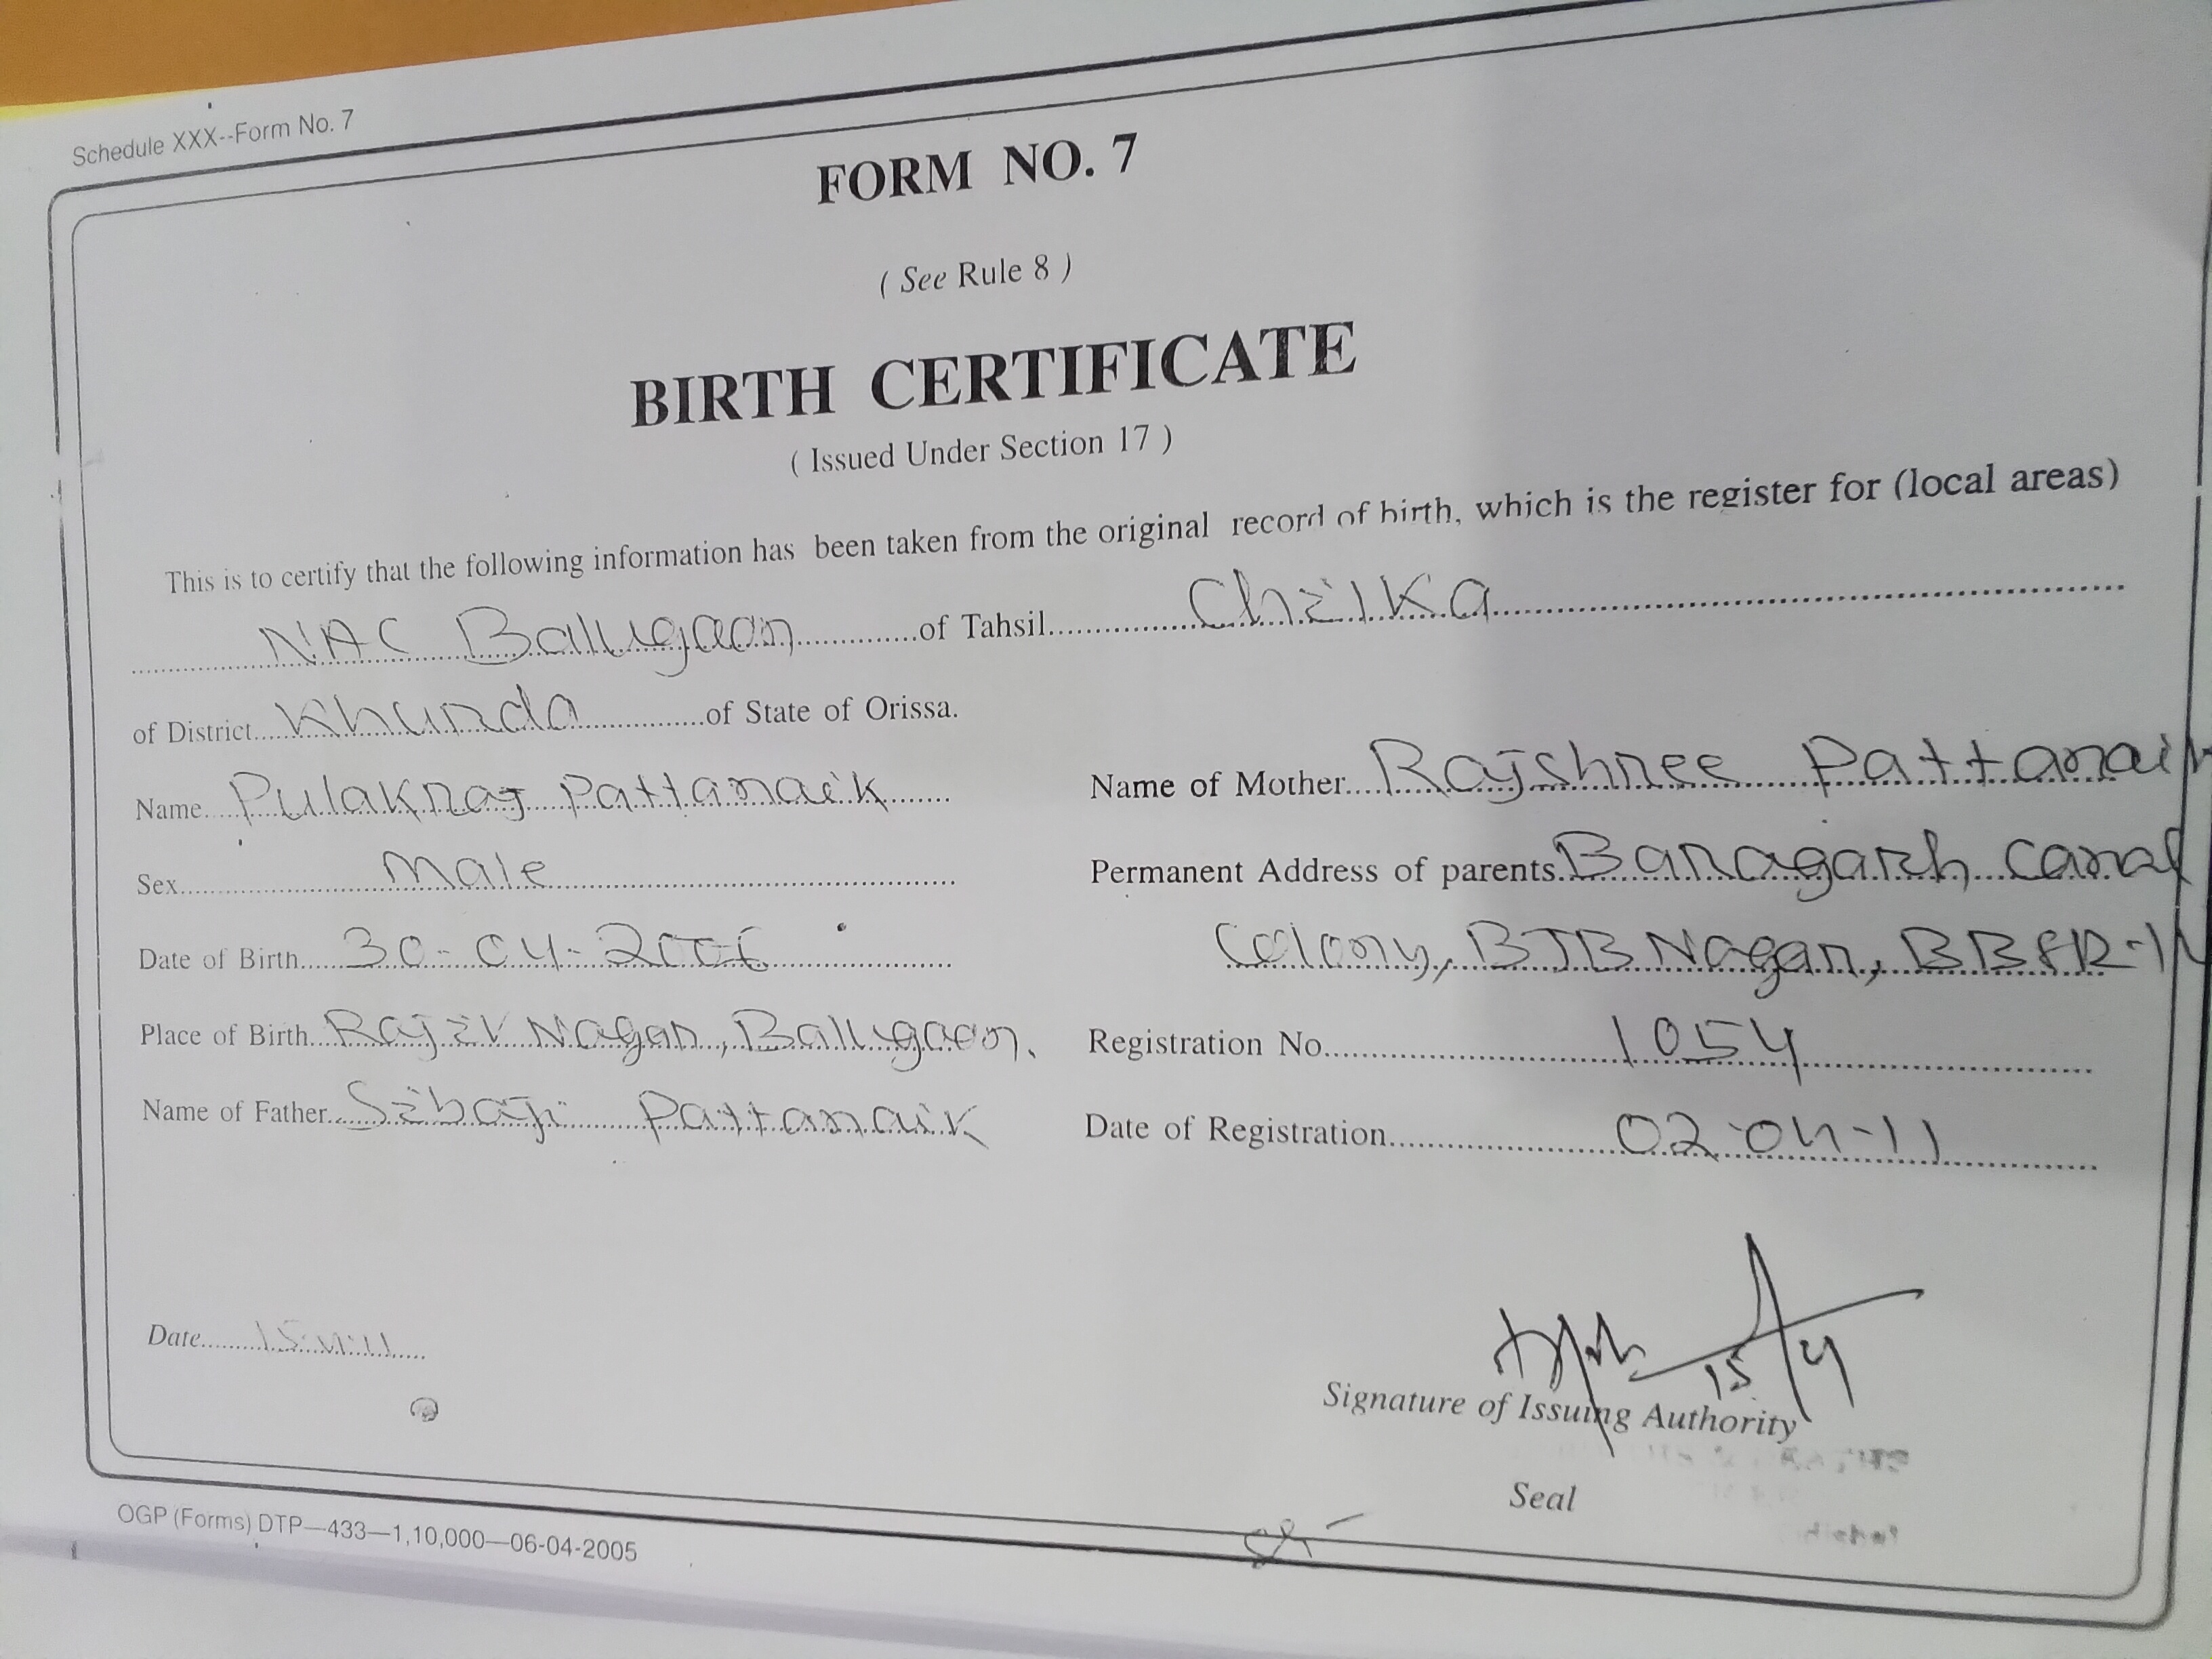 Schedule XXX--Form No. 7
FORM NO. 7
( See Rule 8 )
BIRTH CERTIFICATE
( Issued Under Section 17 )
This is to certify that the following information has been taken from the original record of birth, which is the register for (local areas)
NAC Balugaon of Tahsil Chilka
of District Khurda of State of Orissa.
Name Pulakraj Pattanaik Name of Mother Rajshree Pattanaik
Sex Male Permanent Address of parents Baragarh, Canal
Date of Birth 30-04-2006 Colony, BJB Nagar, BBSR-14
Place of Birth Rajiv Nagar, Balugaon. Registration No. 1054
Name of Father Sibaji Pattanaik Date of Registration 02-04-11
Date 15.4.11
15/4
Signature of Issuing Authority
Seal
OGP (Forms) DTP—433—1,10,000—06-04-2005